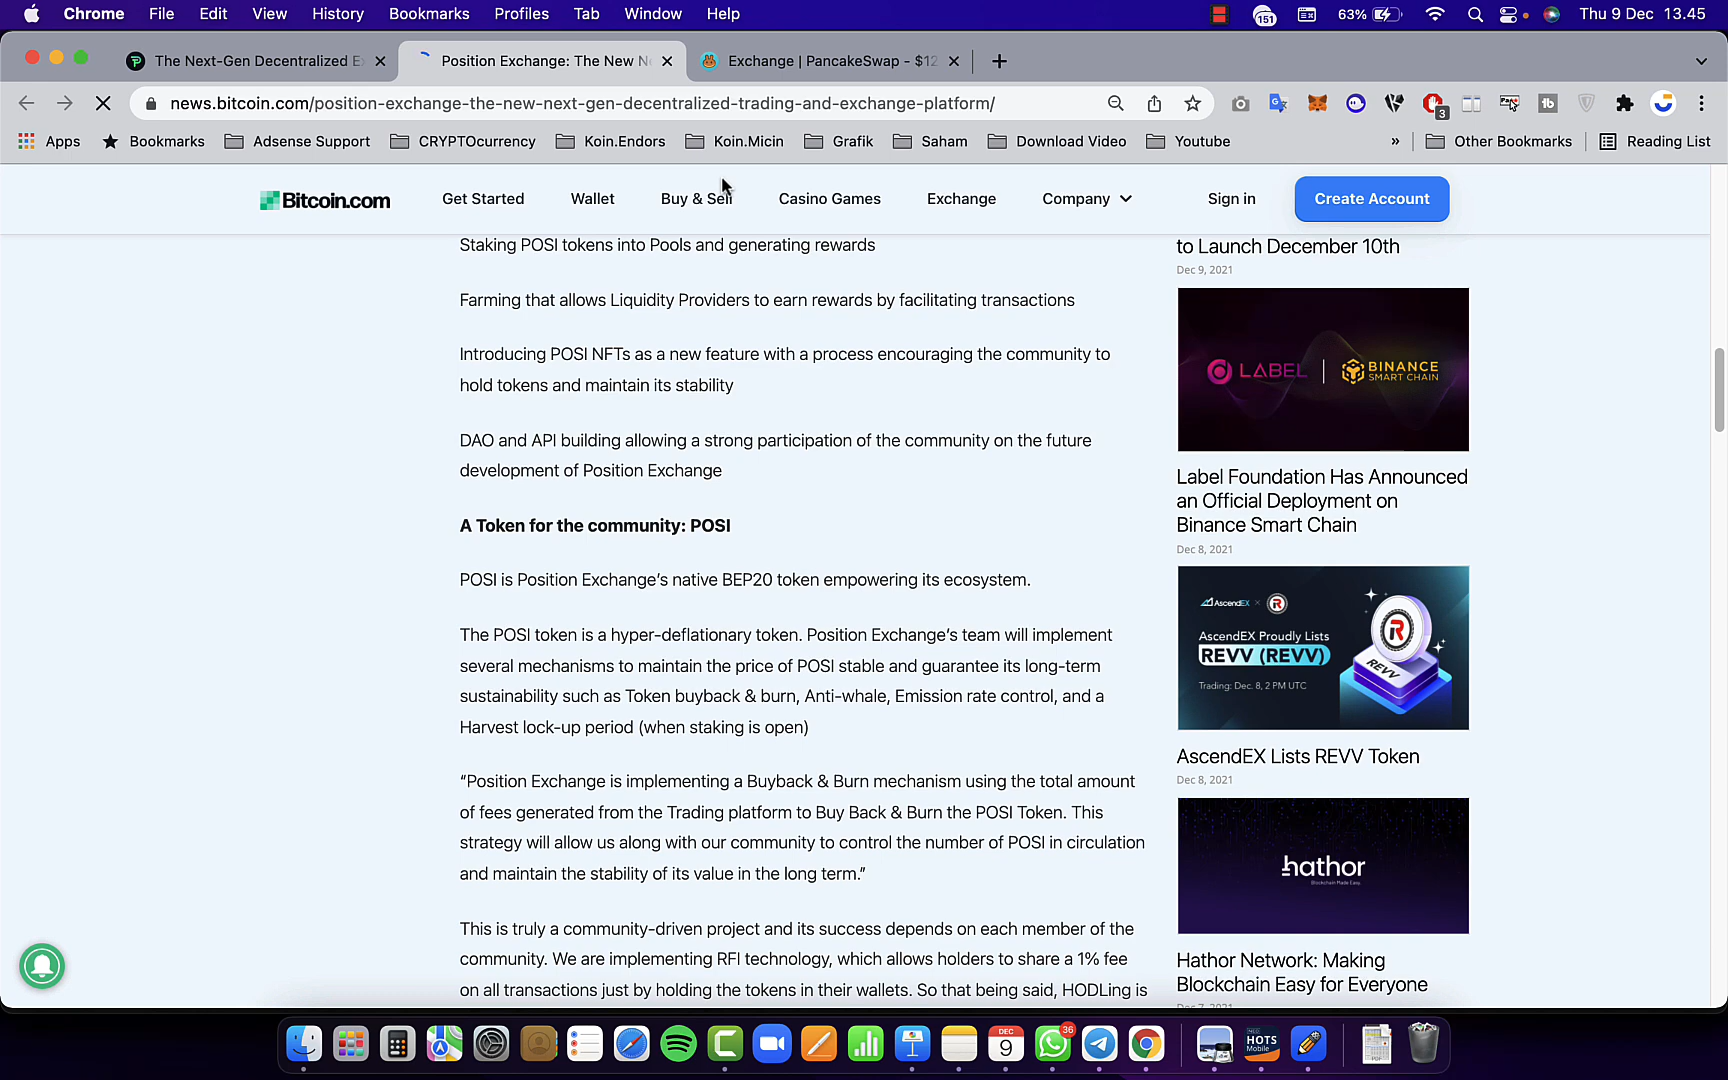 Chrome File Edit View History Bookmarks Profiles Tab Window Help 151 63% Thu 9 Dec 13.45
The Next-Gen Decentralized E
Position Exchange: The New N
Exchange | PancakeSwap - $12
news.bitcoin.com/position-exchange-the-new-next-gen-decentralized-trading-and-exchange-platform/
3
Apps Bookmarks Adsense Support CRYPTOcurrency Koin.Endors Koin.Micin Grafik Saham Download Video Youtube » Other Bookmarks Reading List
Bitcoin.com Get Started Wallet Buy & Sell Casino Games Exchange Company Sign in Create Account
Staking POSI tokens into Pools and generating rewards
Farming that allows Liquidity Providers to earn rewards by facilitating transactions
Introducing POSI NFTs as a new feature with a process encouraging the community to
hold tokens and maintain its stability
DAO and API building allowing a strong participation of the community on the future
development of Position Exchange
A Token for the community: POSI
POSI is Position Exchange's native BEP20 token empowering its ecosystem.
The POSI token is a hyper-deflationary token. Position Exchange's team will implement
several mechanisms to maintain the price of POSI stable and guarantee its long-term
sustainability such as Token buyback & burn, Anti-whale, Emission rate control, and a
Harvest lock-up period (when staking is open)
“Position Exchange is implementing a Buyback & Burn mechanism using the total amount
of fees generated from the Trading platform to Buy Back & Burn the POSI Token. This
strategy will allow us along with our community to control the number of POSI in circulation
and maintain the stability of its value in the long term.”
This is truly a community-driven project and its success depends on each member of the
community. We are implementing RFI technology, which allows holders to share a 1% fee
on all transactions just by holding the tokens in their wallets. So that being said, HODLing is
to Launch December 10th
Dec 9, 2021
LABEL | BINANCE
SMART CHAIN
Label Foundation Has Announced
an Official Deployment on
Binance Smart Chain
Dec 8, 2021
AscendEX × R
AscendEX Proudly Lists
REVV (REVV)
Trading: Dec. 8, 2 PM UTC
REVV
AscendEX Lists REVV Token
Dec 8, 2021
hathor
Blockchain Made Easy.
Hathor Network: Making
Blockchain Easy for Everyone
Dec 7, 2021
DEC
9
36
HOTS
Mobile